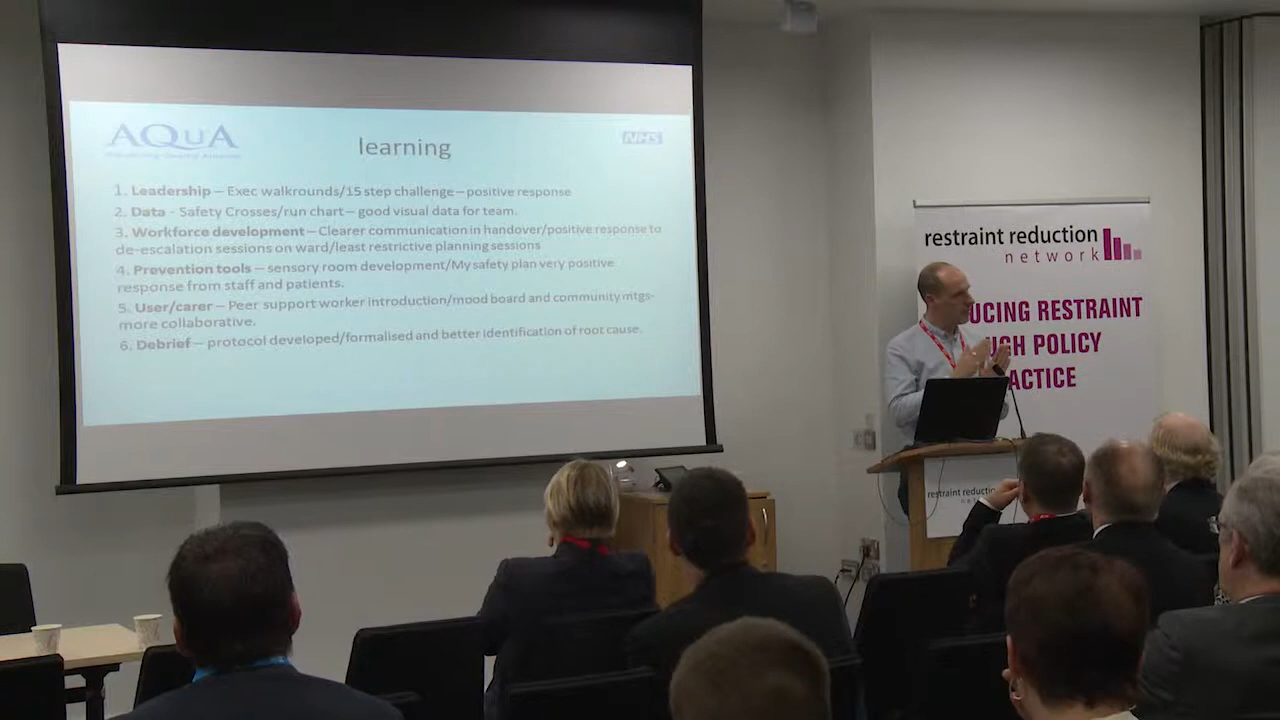 AQuA
learning
NHS
1. Leadership – Exec walkrounds/15 step challenge – positive response
2. Data - Safety Crosses/run chart – good visual data for team.
3. Workforce development – Clearer communication in handover/positive response to
de-escalation sessions on ward/least restrictive planning sessions
4. Prevention tools – sensory room development/My safety plan very positive
response from staff and patients.
5. User/carer – Peer support worker introduction/mood board and community mtgs-
more collaborative.
6. Debrief – protocol developed/formalised and better identification of root cause.
restraint reduction
network
UCING RESTRAINT
UGH POLICY
ACTICE
restraint reductio